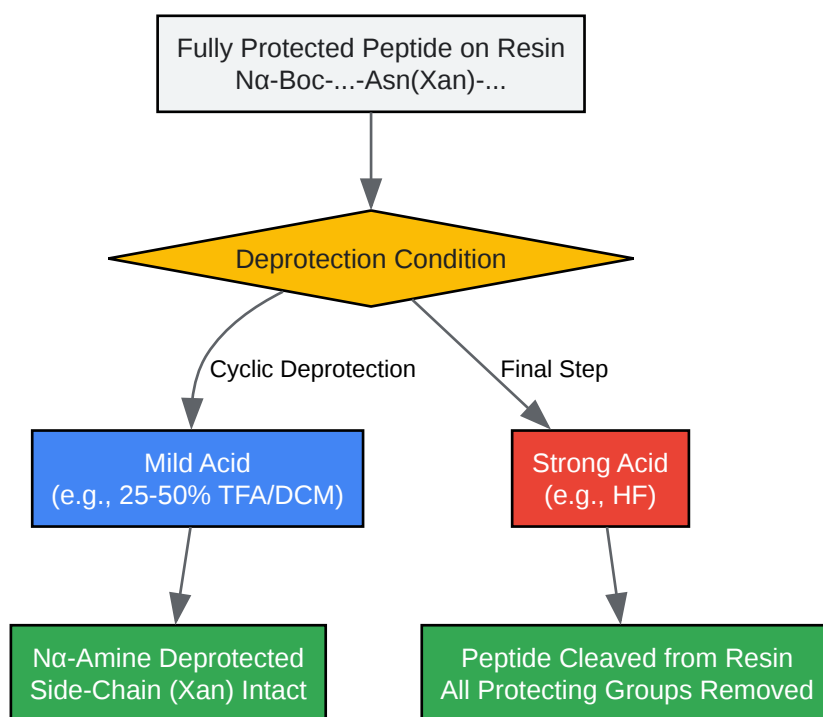 Fully Protected Peptide on Resin
Nα-Boc-...-Asn(Xan)-...
Deprotection Condition
Cyclic Deprotection
Final Step
Mild Acid
(e.g., 25-50% TFA/DCM)
Strong Acid
(e.g., HF)
Nα-Amine Deprotected
Side-Chain (Xan) Intact
Peptide Cleaved from Resin
All Protecting Groups Removed